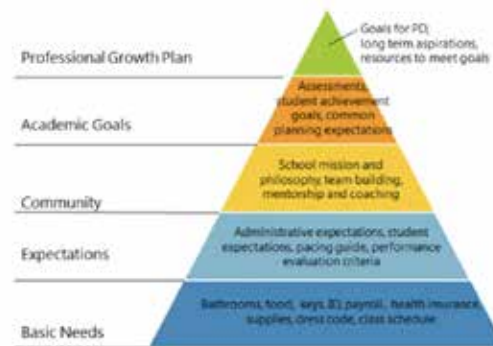 Goals for PD,
long term aspirations,
resources to meet goals
Professional Growth Plan
Assessments,
student achievement
goals, common
planning expectations
Academic Goals
School mission and
philosophy, team building,
mentorship and coaching
Community
Administrative expectations, student
expectations, pacing guide, performance
evaluation criteria
Expectations
Bathrooms, food, keys, ID, payroll, health insurance,
supplies, dress code, class schedule
Basic Needs